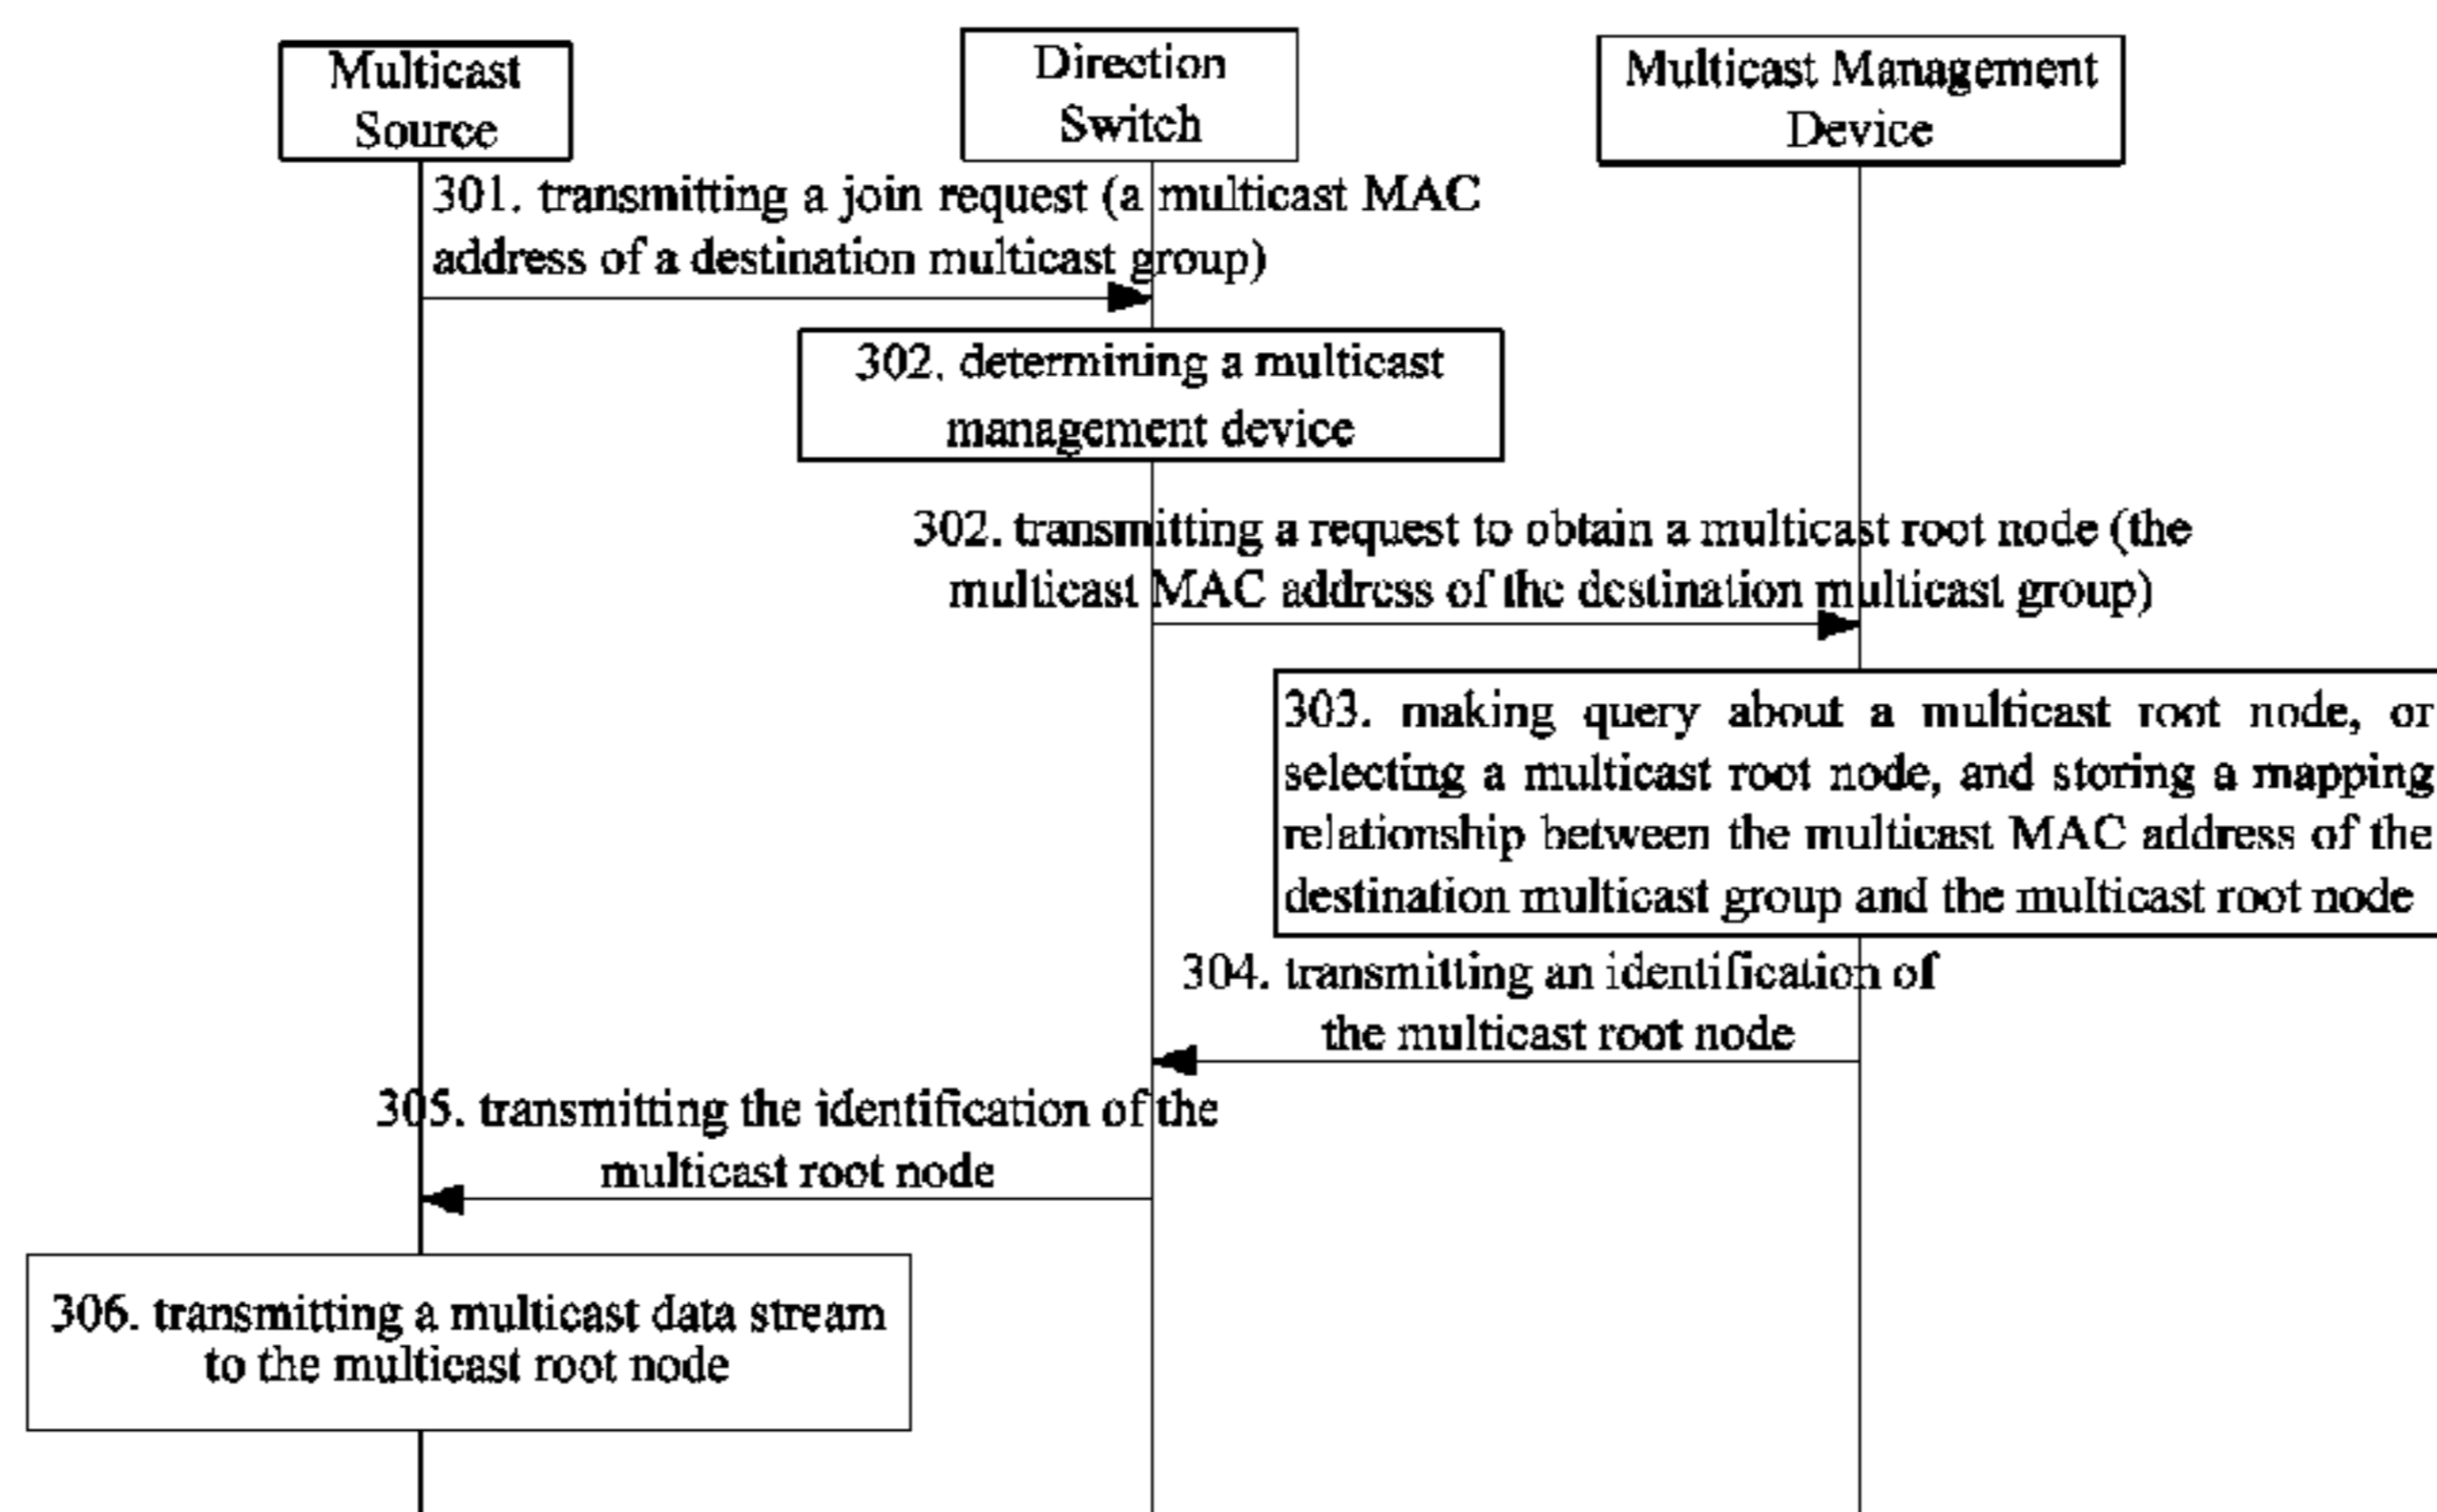 Multicast
Source
Direction
Switch
Multicast Management
Device
301. transmitting a join request (a multicast MAC
address of a destination multicast group)
302. determining a multicast
management device
302. transmitting a request to obtain a multicast root node (the
multicast MAC address of the destination multicast group)
303. making query about a multicast root node, or
selecting a multicast root node, and storing a mapping
relationship between the multicast MAC address of the
destination multicast group and the multicast root node
304. transmitting an identification of
the multicast root node
305. transmitting the identification of the
multicast root node
306. transmitting a multicast data stream
to the multicast root node